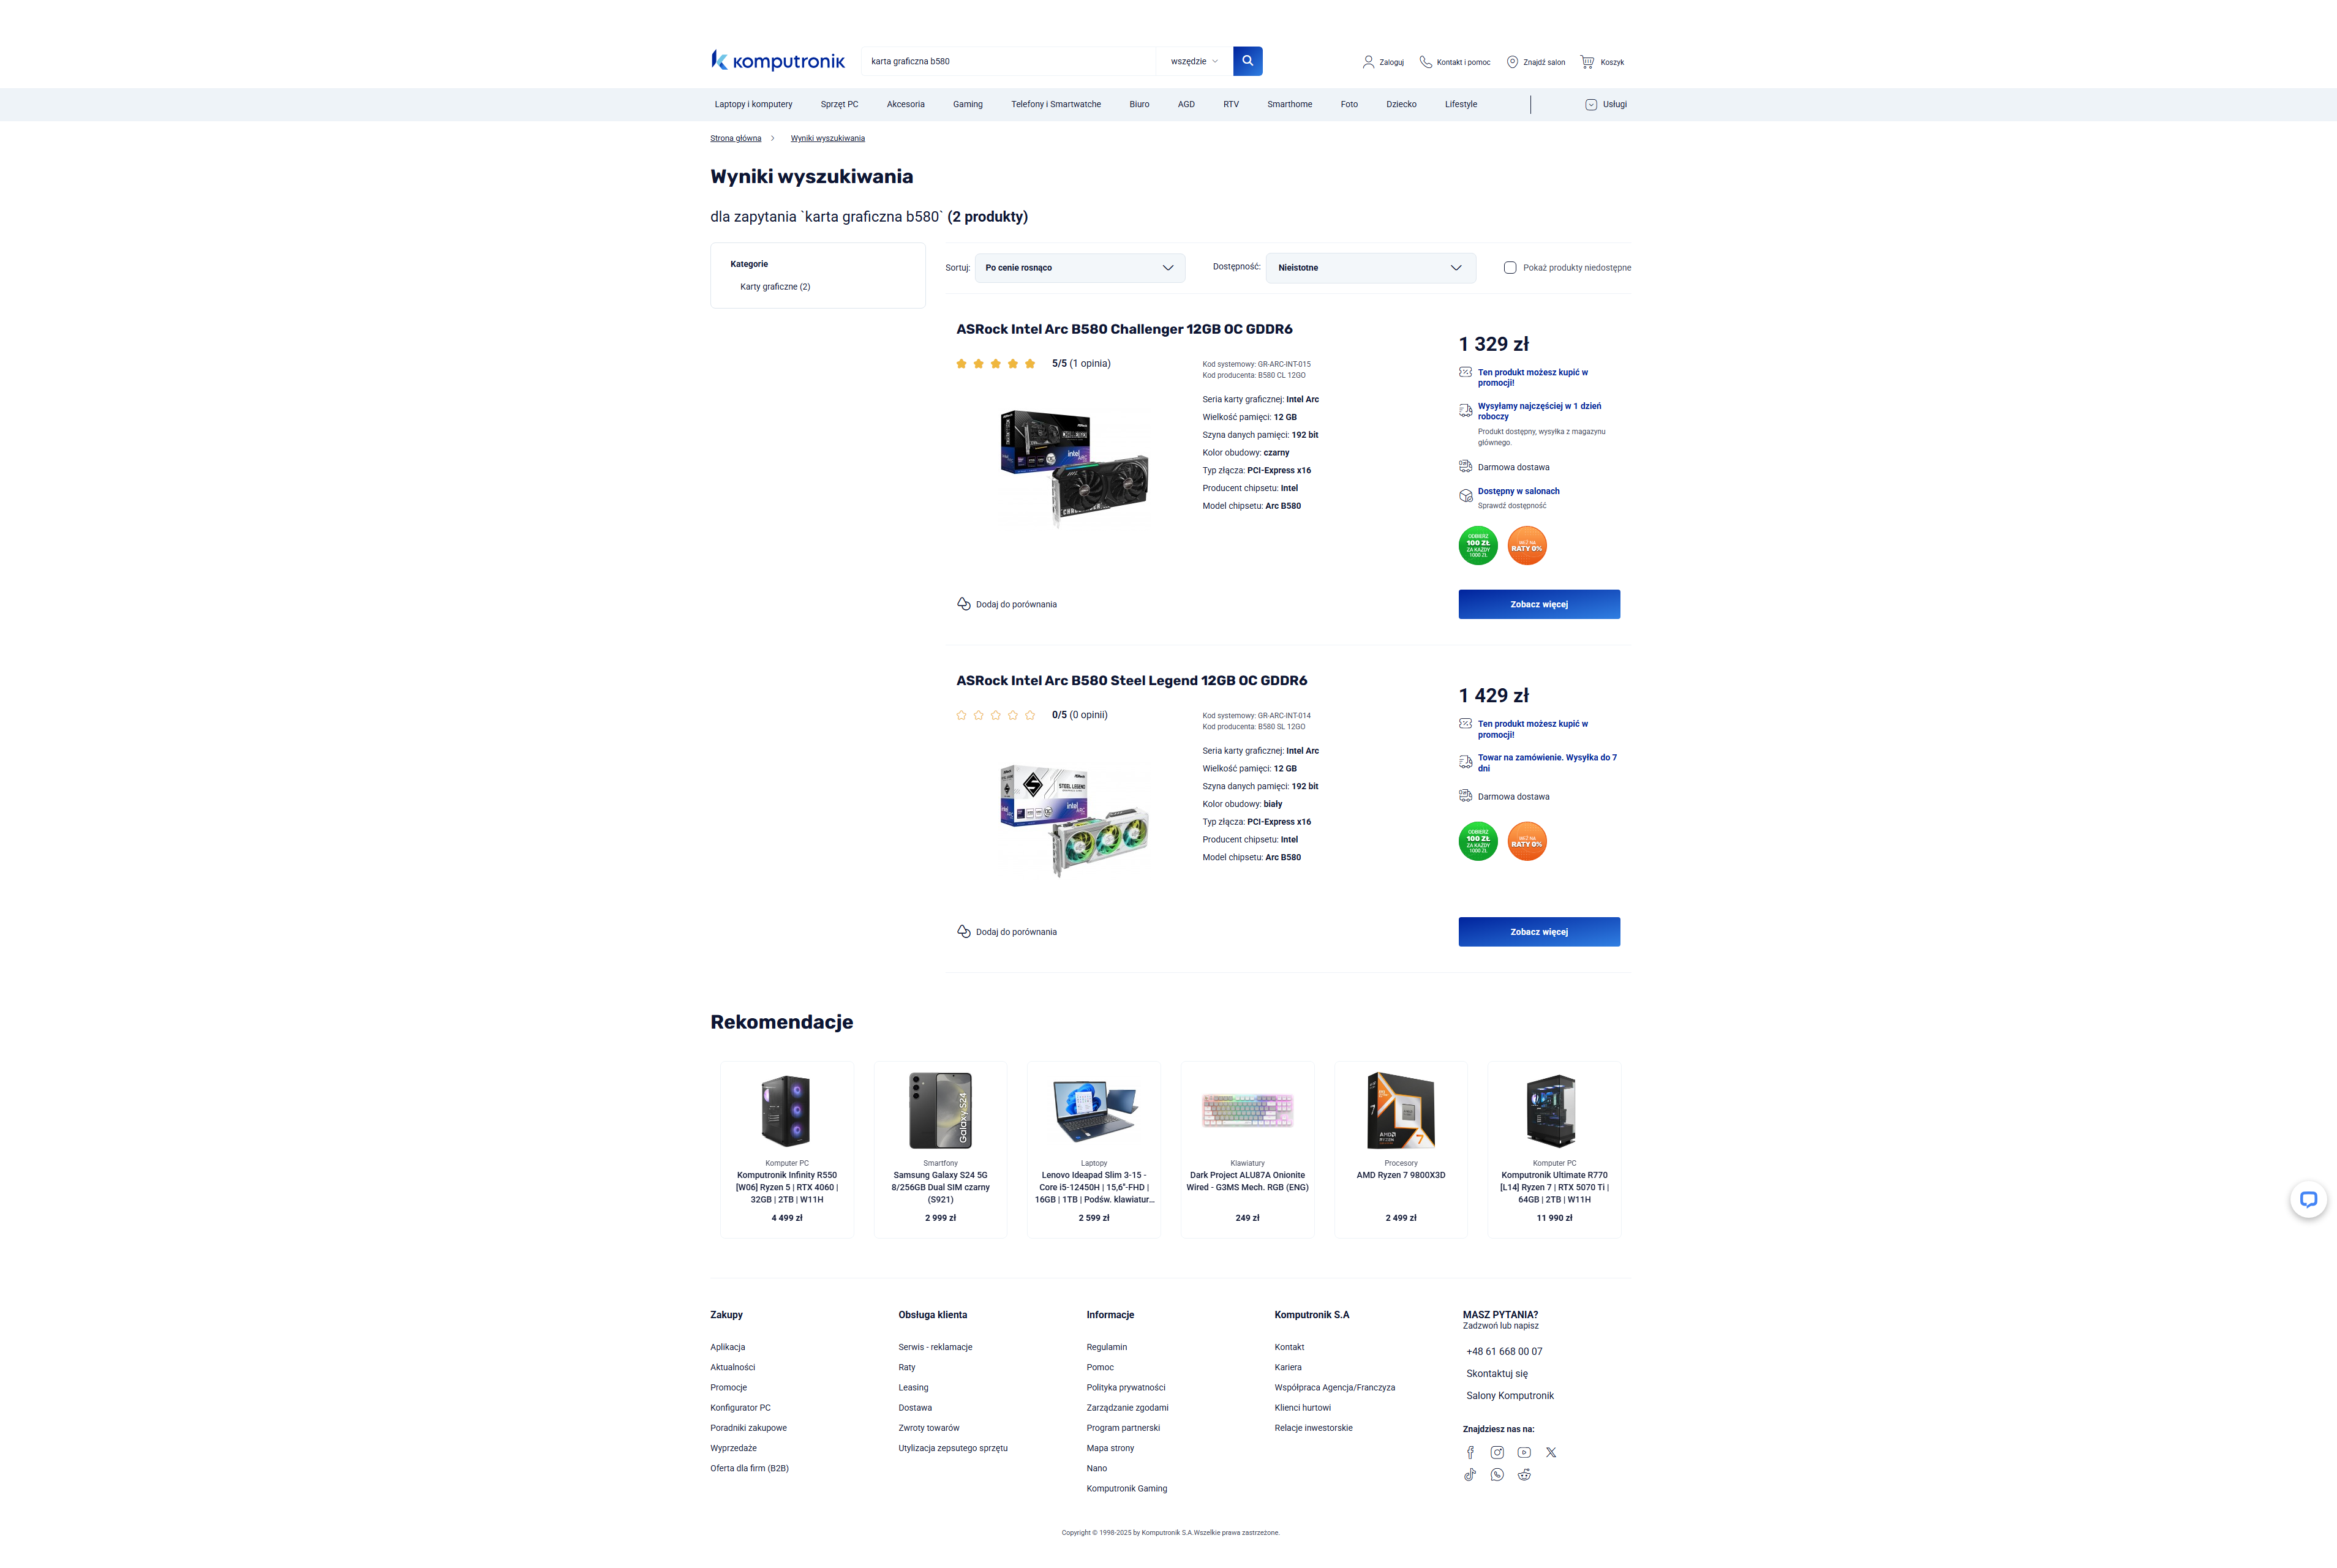 komputronik
karta graficzna b580
wszędzie
Zaloguj
Kontakt i pomoc
Znajdź salon
Koszyk
Laptopy i komputery
Sprzęt PC
Akcesoria
Gaming
Telefony i Smartwatche
Biuro
AGD
RTV
Smarthome
Foto
Dziecko
Lifestyle
Usługi
Strona główna
Wyniki wyszukiwania
Wyniki wyszukiwania
dla zapytania `karta graficzna b580` (2 produkty)
Kategorie
Karty graficzne (2)
Sortuj:
Po cenie rosnąco
Dostępność:
Nieistotne
Pokaż produkty niedostępne
ASRock Intel Arc B580 Challenger 12GB OC GDDR6
5/5 (1 opinia)
Kod systemowy: GR-ARC-INT-015
Kod producenta: B580 CL 12GO
Seria karty graficznej: Intel Arc
Wielkość pamięci: 12 GB
Szyna danych pamięci: 192 bit
Kolor obudowy: czarny
Typ złącza: PCI-Express x16
Producent chipsetu: Intel
Model chipsetu: Arc B580
1 329 zł
Ten produkt możesz kupić w
promocji!
Wysyłamy najczęściej w 1 dzień
roboczy
Produkt dostępny, wysyłka z magazynu
głównego.
Darmowa dostawa
Dostępny w salonach
Sprawdź dostępność
ODBIERZ
100 ZŁ
ZA KAŻDY
1000 ZŁ
WEŹ NA
RATY 0%
Dodaj do porównania
Zobacz więcej
ASRock Intel Arc B580 Steel Legend 12GB OC GDDR6
0/5 (0 opinii)
Kod systemowy: GR-ARC-INT-014
Kod producenta: B580 SL 12GO
Seria karty graficznej: Intel Arc
Wielkość pamięci: 12 GB
Szyna danych pamięci: 192 bit
Kolor obudowy: biały
Typ złącza: PCI-Express x16
Producent chipsetu: Intel
Model chipsetu: Arc B580
STEEL LEGEND
intel
1 429 zł
Ten produkt możesz kupić w
promocji!
Towar na zamówienie. Wysyłka do 7
dni
Darmowa dostawa
ODBIERZ
100 ZŁ
ZA KAŻDY
1000 ZŁ
WEŹ NA
RATY 0%
Dodaj do porównania
Zobacz więcej
Rekomendacje
Komputer PC
Komputronik Infinity R550
[W06] Ryzen 5 | RTX 4060 |
32GB | 2TB | W11H
4 499 zł
Galaxy S24
Smartfony
Samsung Galaxy S24 5G
8/256GB Dual SIM czarny
(S921)
2 999 zł
Laptopy
Lenovo Ideapad Slim 3-15 -
Core i5-12450H | 15,6"-FHD |
16GB | 1TB | Podśw. klawiatur...
2 599 zł
Klawiatury
Dark Project ALU87A Onionite
Wired - G3MS Mech. RGB (ENG)
249 zł
AMD
RYZEN
7
Procesory
AMD Ryzen 7 9800X3D
2 499 zł
Komputer PC
Komputronik Ultimate R770
[L14] Ryzen 7 | RTX 5070 Ti |
64GB | 2TB | W11H
11 990 zł
Zakupy
Aplikacja
Aktualności
Promocje
Konfigurator PC
Poradniki zakupowe
Wyprzedaże
Oferta dla firm (B2B)
Obsługa klienta
Serwis - reklamacje
Raty
Leasing
Dostawa
Zwroty towarów
Utylizacja zepsutego sprzętu
Informacje
Regulamin
Pomoc
Polityka prywatności
Zarządzanie zgodami
Program partnerski
Mapa strony
Nano
Komputronik Gaming
Komputronik S.A
Kontakt
Kariera
Współpraca Agencja/Franczyza
Klienci hurtowi
Relacje inwestorskie
MASZ PYTANIA?
Zadzwoń lub napisz
+48 61 668 00 07
Skontaktuj się
Salony Komputronik
Znajdziesz nas na:
Copyright © 1998-2025 by Komputronik S.A.Wszelkie prawa zastrzeżone.